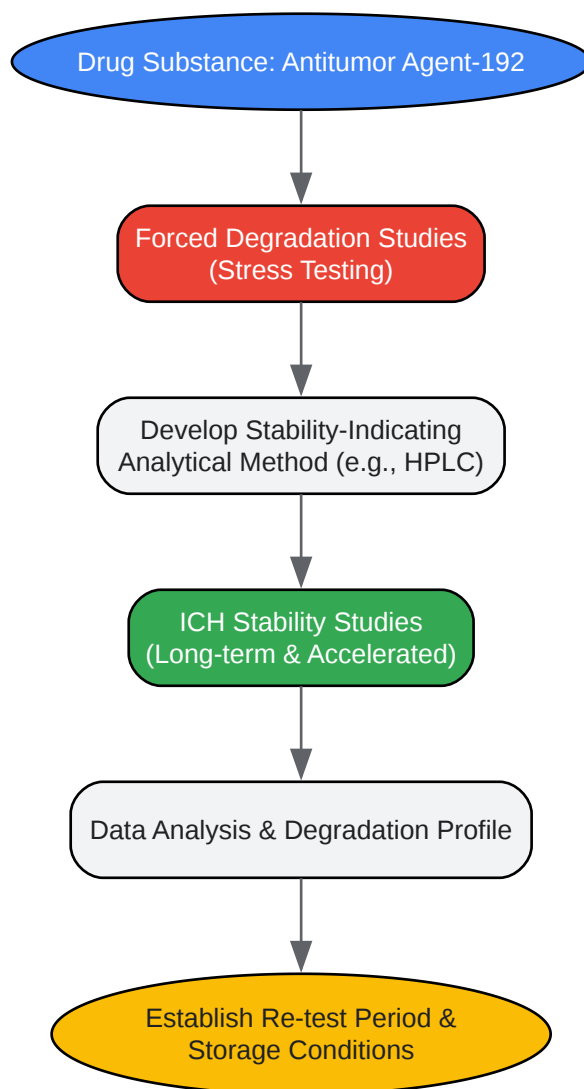 Drug Substance: Antitumor Agent-192
Forced Degradation Studies
(Stress Testing)
Develop Stability-Indicating
Analytical Method (e.g., HPLC)
ICH Stability Studies
(Long-term & Accelerated)
Data Analysis & Degradation Profile
Establish Re-test Period &
Storage Conditions